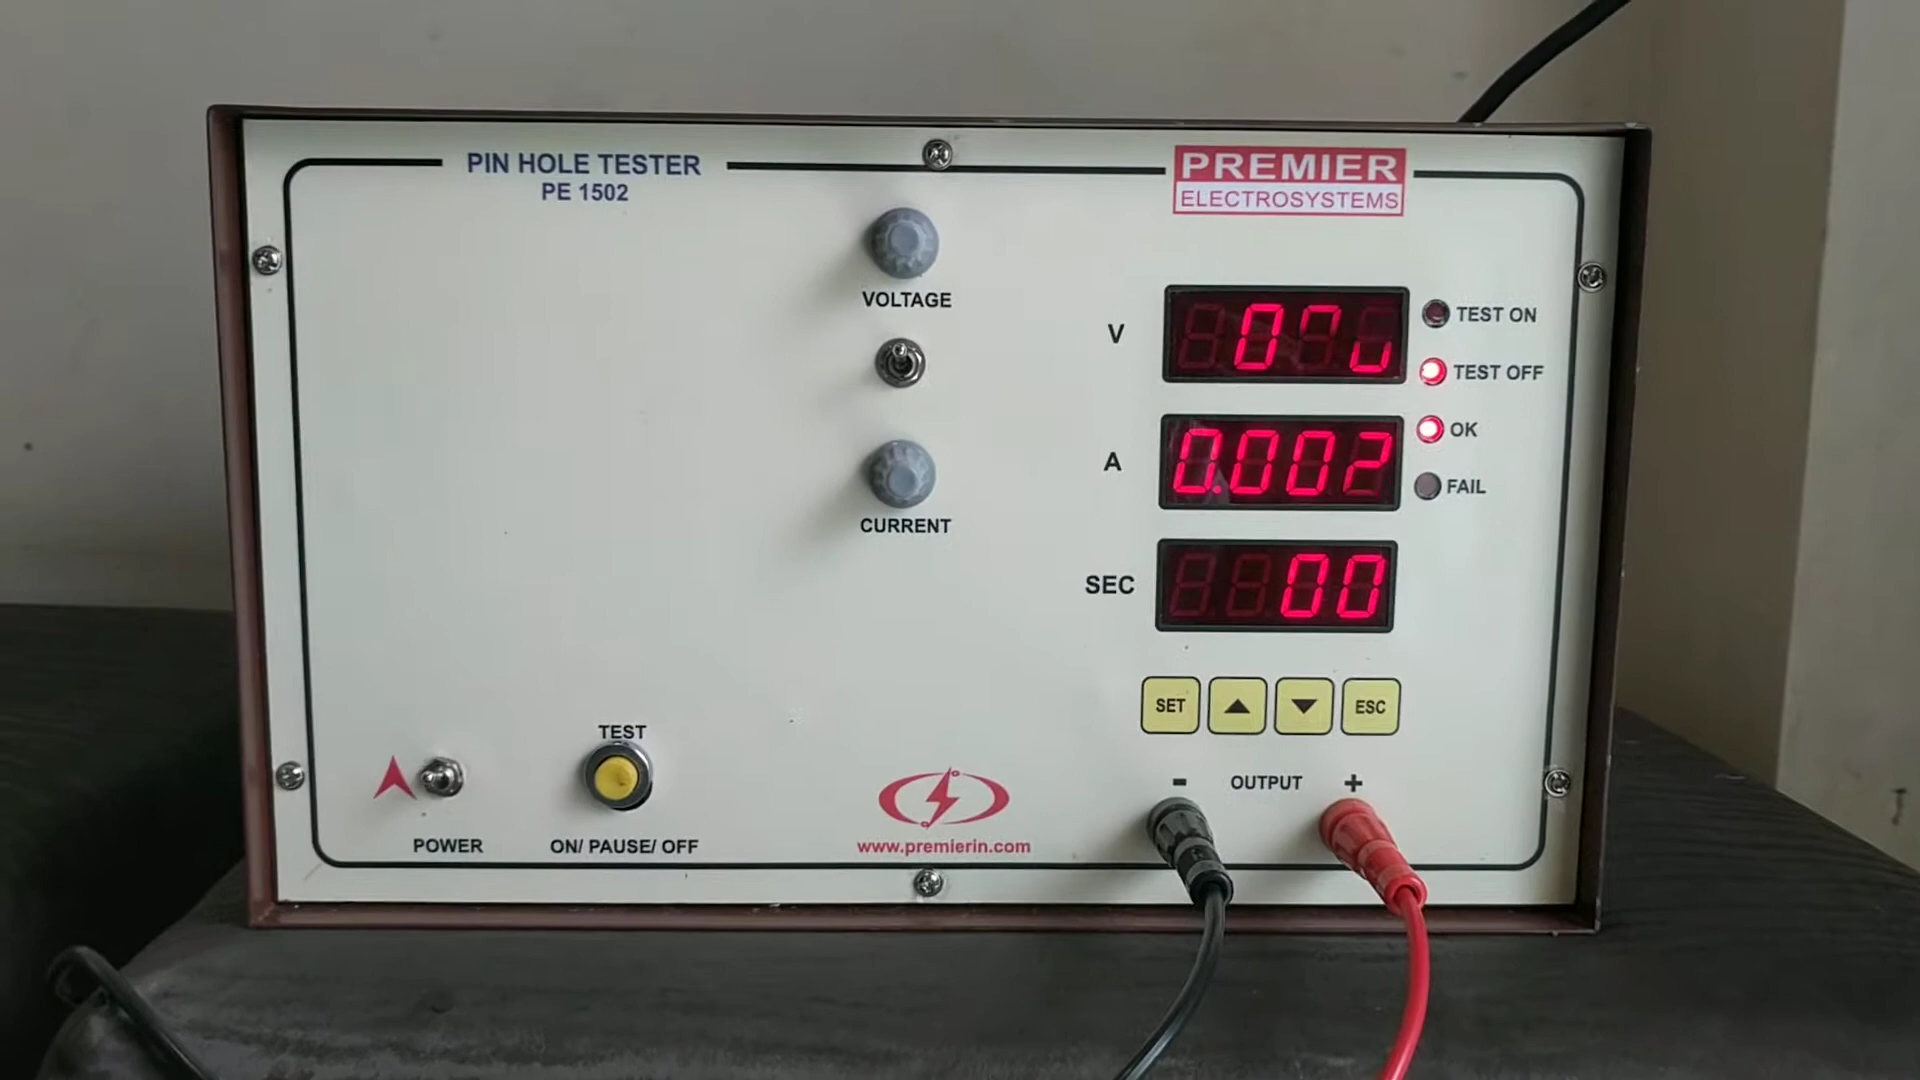 PIN HOLE TESTER
PE 1502
PREMIER
ELECTROSYSTEMS
VOLTAGE
V
TEST ON
TEST OFF
A
0.002
OK
FAIL
CURRENT
SEC
00
SET
ESC
TEST
POWER
ON/ PAUSE/ OFF
www.premierin.com
- OUTPUT +